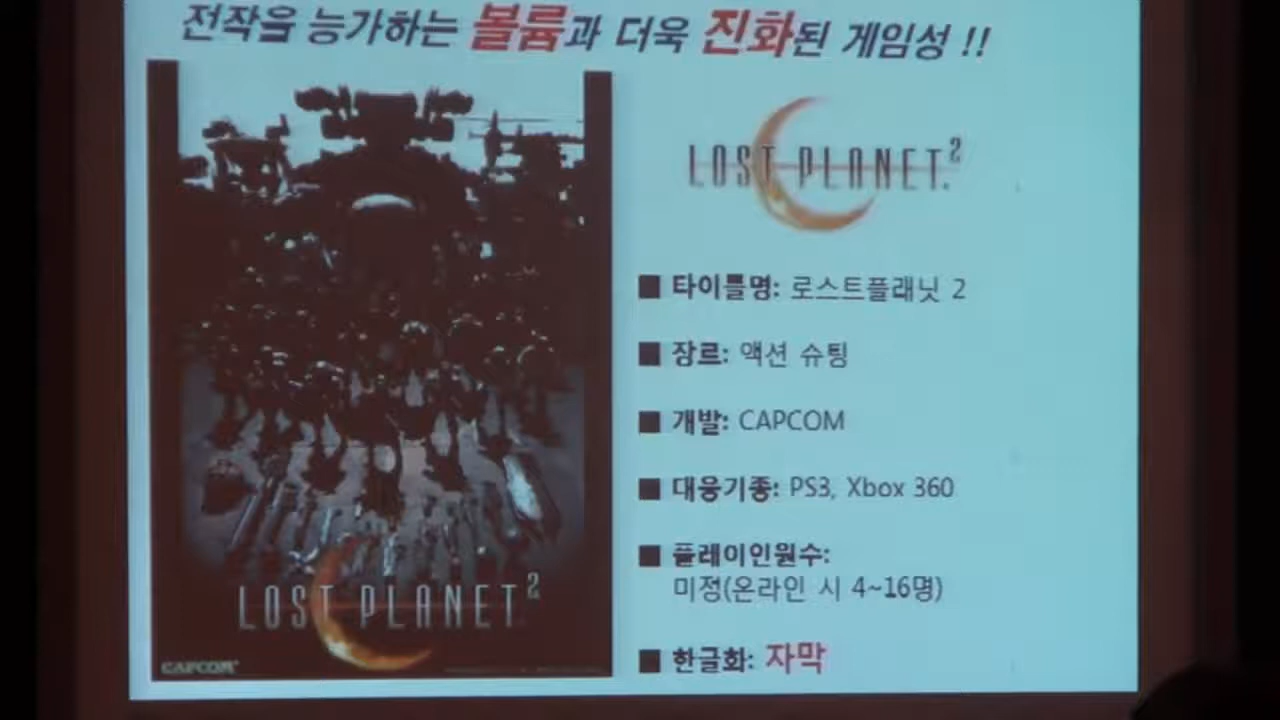 전작을 능가하는 볼륨과 더욱 진화된 게임성 !!
LOST PLANET 2
LOST PLANET 2
CAPCOM
■ 타이틀명: 로스트플래닛 2
■ 장르: 액션 슈팅
■ 개발: CAPCOM
■ 대응기종: PS3, Xbox 360
■ 플레이인원수:
미정(온라인 시 4~16명)
■ 한글화: 자막